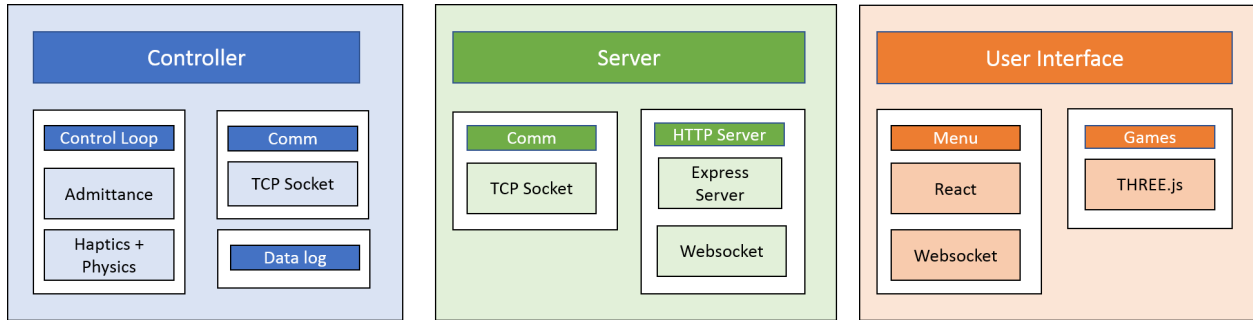 Controller
Control Loop
Admittance
Haptics +
Physics
Comm
TCP Socket
Data log
Server
Comm
TCP Socket
HTTP Server
Express
Server
Websocket
User Interface
Menu
React
Websocket
Games
THREE.js